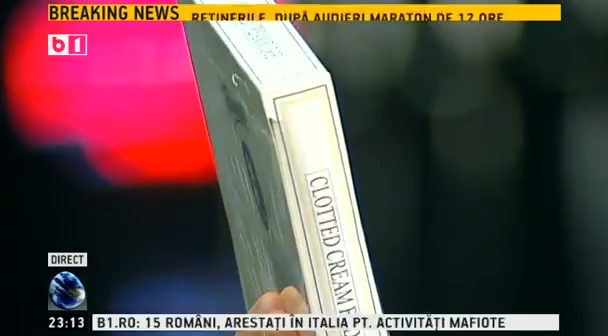 BREAKING NEWS
REȚINERILE, DUPĂ AUDIERI MARATON DE 12 ORE
b1
CLOTTED CREAM
DIRECT
23:13 B1.RO: 15 ROMÂNI, ARESTAȚI ÎN ITALIA PT. ACTIVITĂȚI MAFIOTE